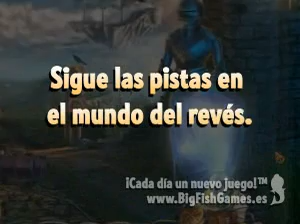 Sigue las pistas en
el mundo del revés.
¡Cada día un nuevo juego!™
www.BigFishGames.es